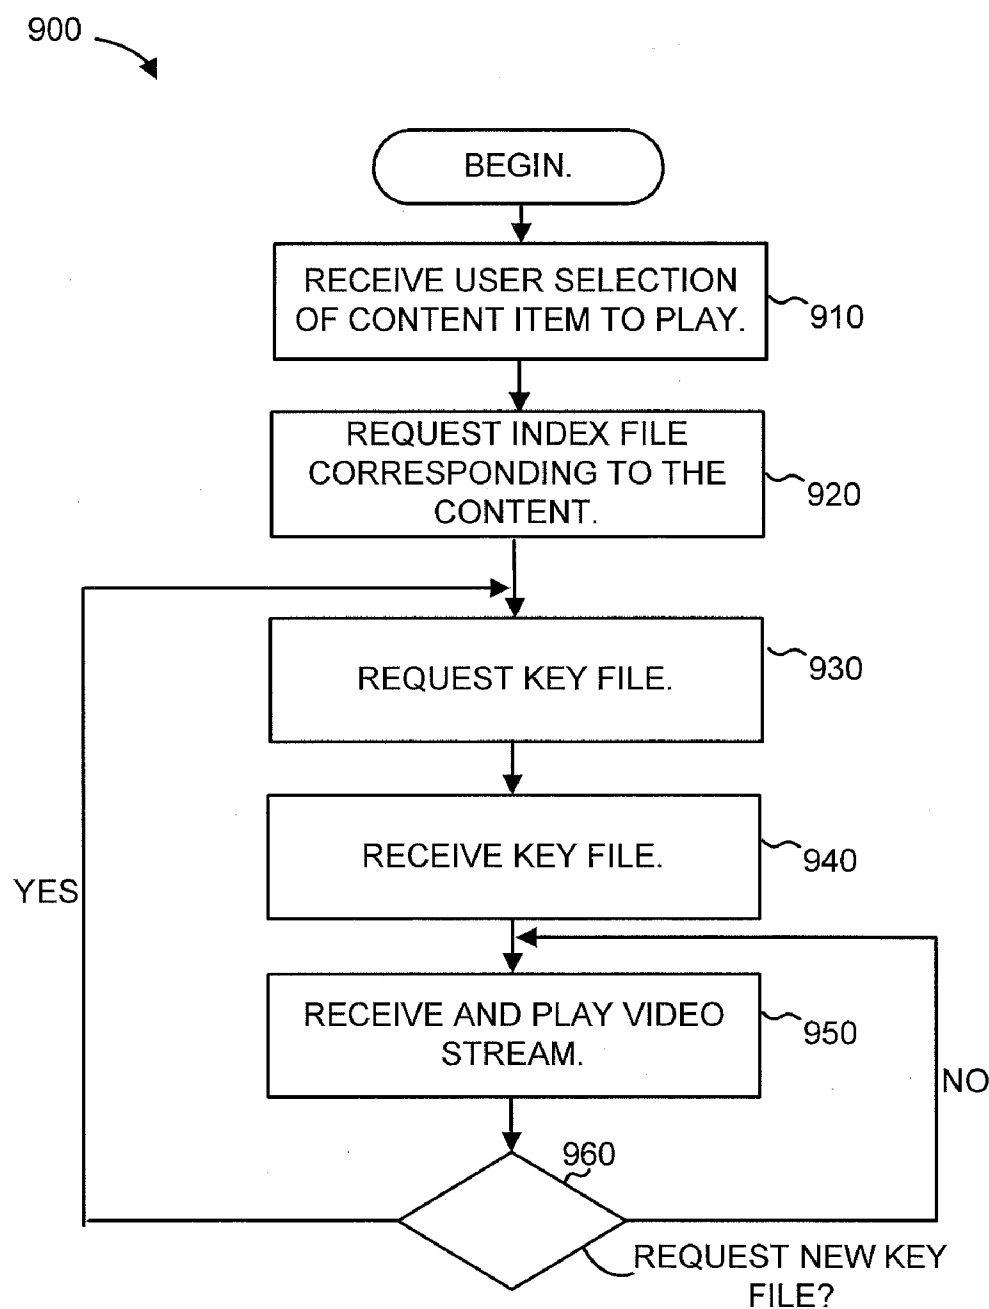 900
BEGIN.
RECEIVE USER SELECTION
OF CONTENT ITEM TO PLAY.
910
REQUEST INDEX FILE
CORRESPONDING TO THE
CONTENT.
920
REQUEST KEY FILE.
930
RECEIVE KEY FILE.
940
YES
RECEIVE AND PLAY VIDEO
STREAM.
950
NO
960
REQUEST NEW KEY
FILE?